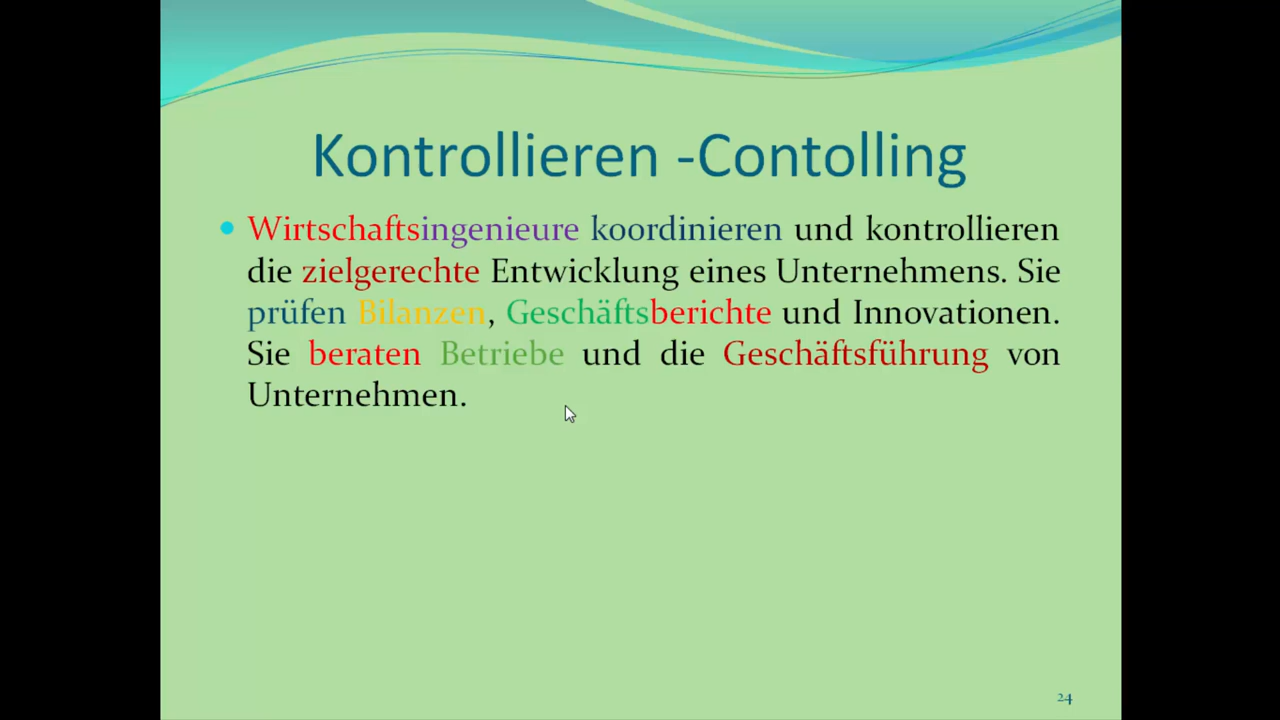 Kontrollieren -Contolling
Wirtschaftsingenieure koordinieren und kontrollieren
die zielgerechte Entwicklung eines Unternehmens. Sie
prüfen Bilanzen, Geschäftsberichte und Innovationen.
Sie beraten Betriebe und die Geschäftsführung von
Unternehmen.
24